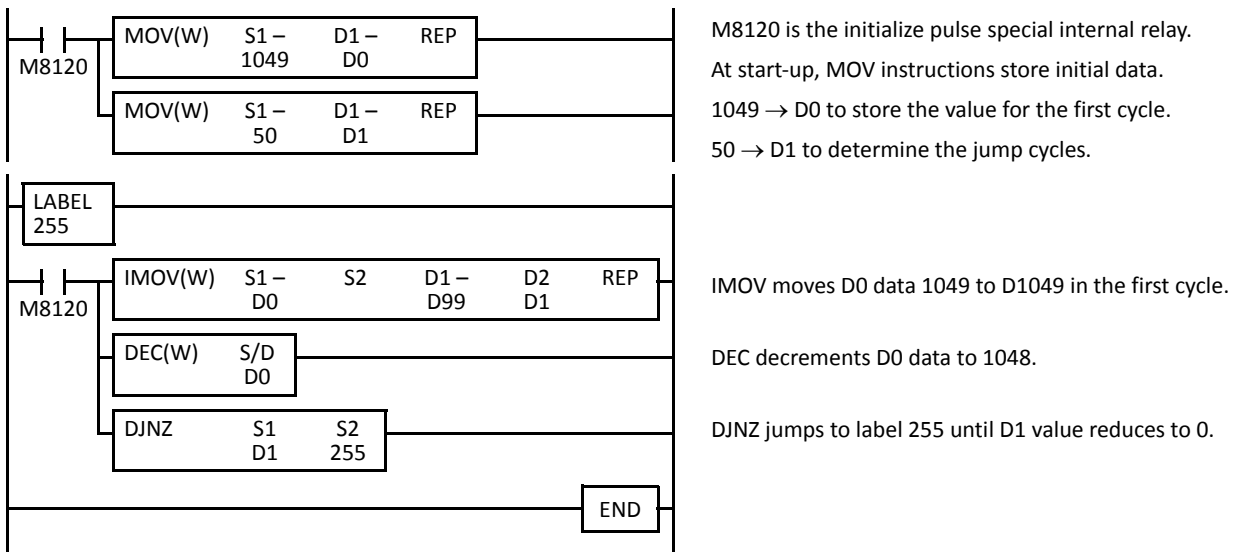 MOV(W) S1 – D1 – REP
1049 D0
M8120
MOV(W) S1 – D1 – REP
50 D1
M8120 is the initialize pulse special internal relay.
At start-up, MOV instructions store initial data.
1049 → D0 to store the value for the first cycle.
50 → D1 to determine the jump cycles.
LABEL
255
IMOV(W) S1 – S2 D1 – D2 REP
D0 D99 D1
M8120
IMOV moves D0 data 1049 to D1049 in the first cycle.
DEC(W) S/D
D0
DEC decrements D0 data to 1048.
DJNZ S1 S2
D1 255
DJNZ jumps to label 255 until D1 value reduces to 0.
END